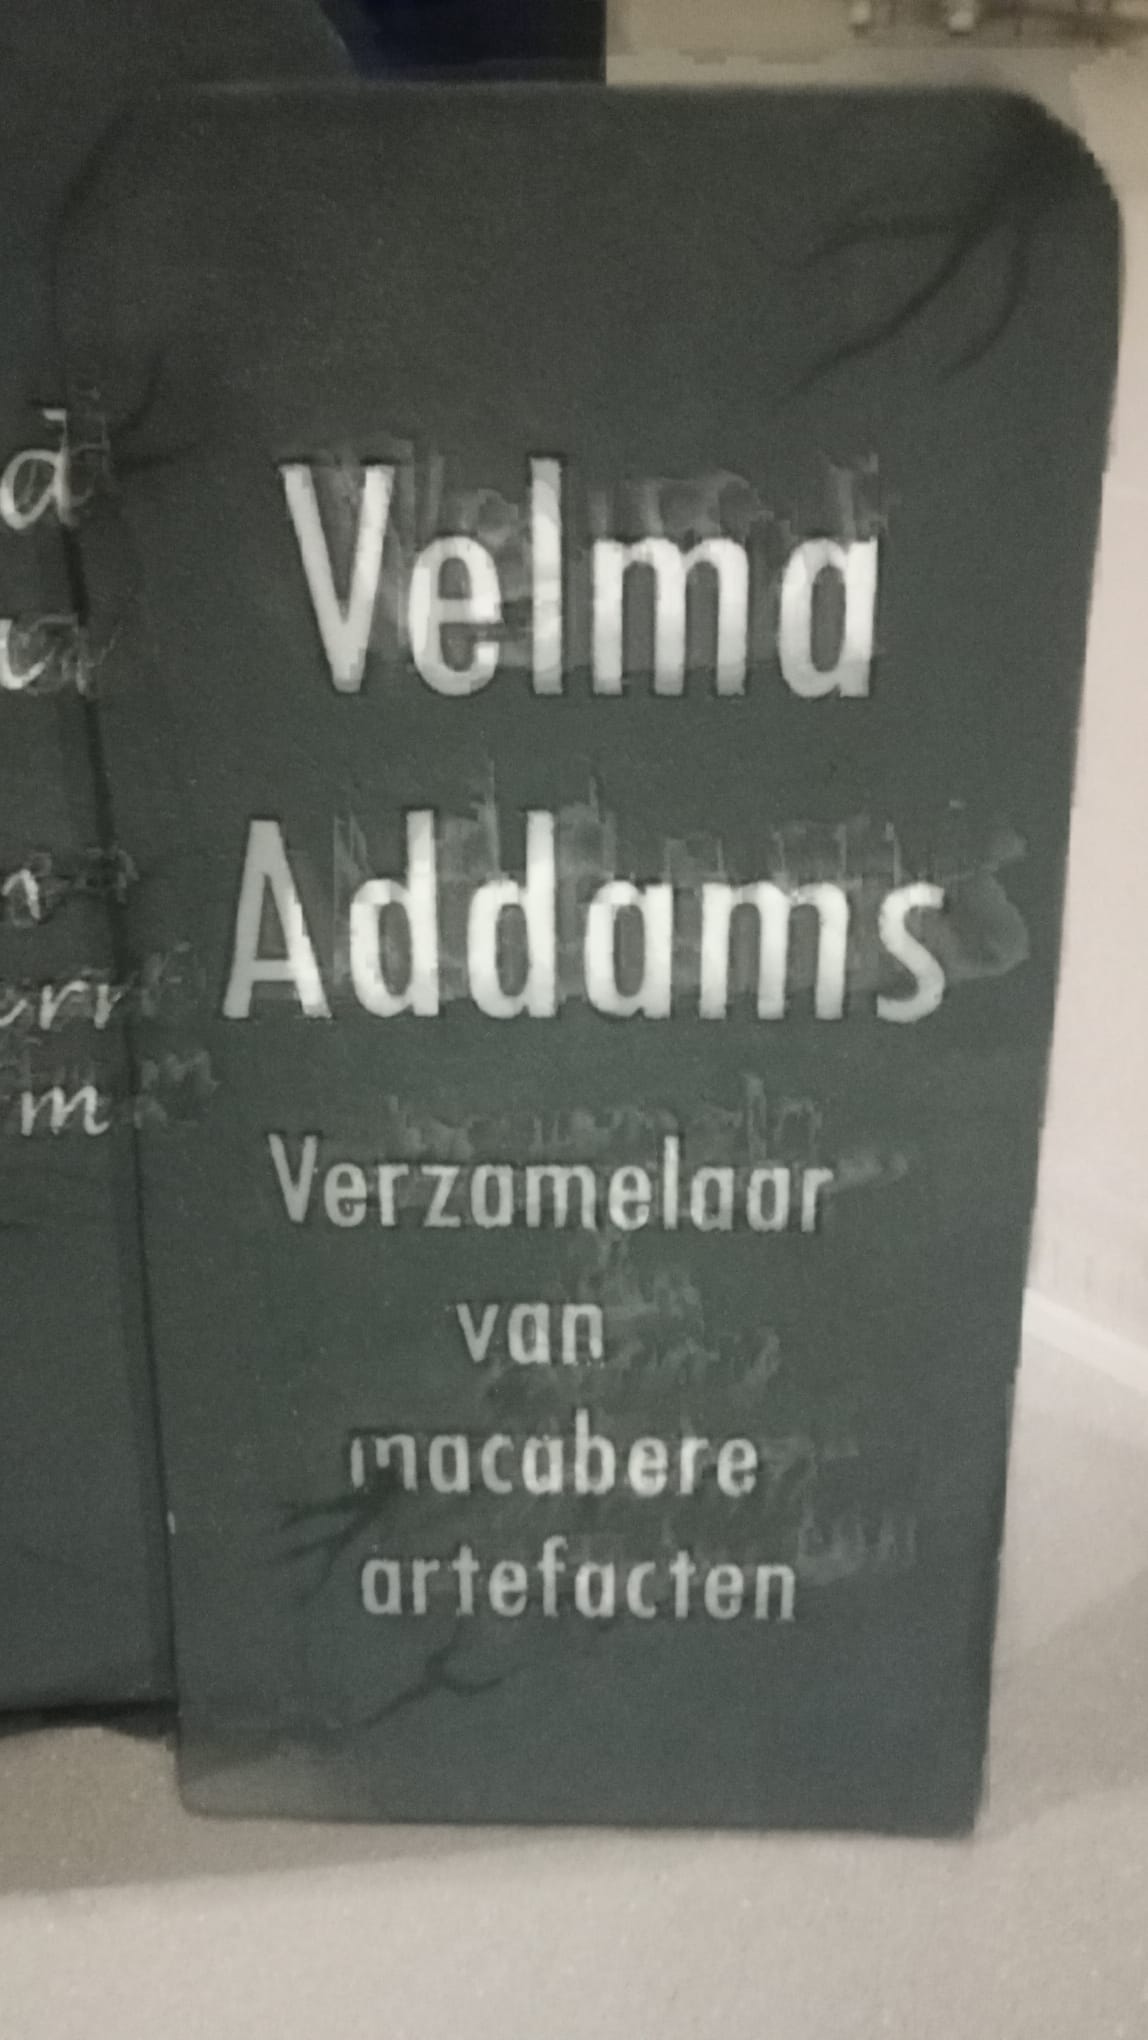 Velma
Addams
Verzamelaar
van
macabere
artefacten